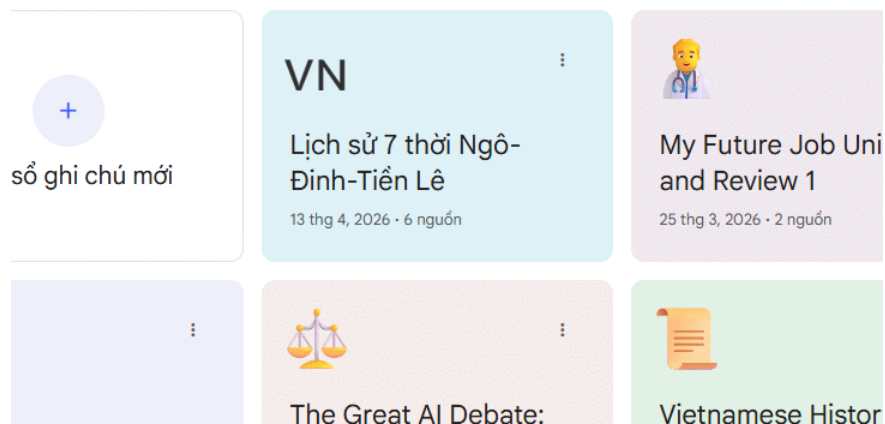 sổ ghi chú mới
VN
Lịch sử 7 thời Ngô-
Đinh-Tiền Lê
13 thg 4, 2026 • 6 nguồn
My Future Job Uni
and Review 1
25 thg 3, 2026 • 2 nguồn
The Great AI Debate:
Vietnamese Histor